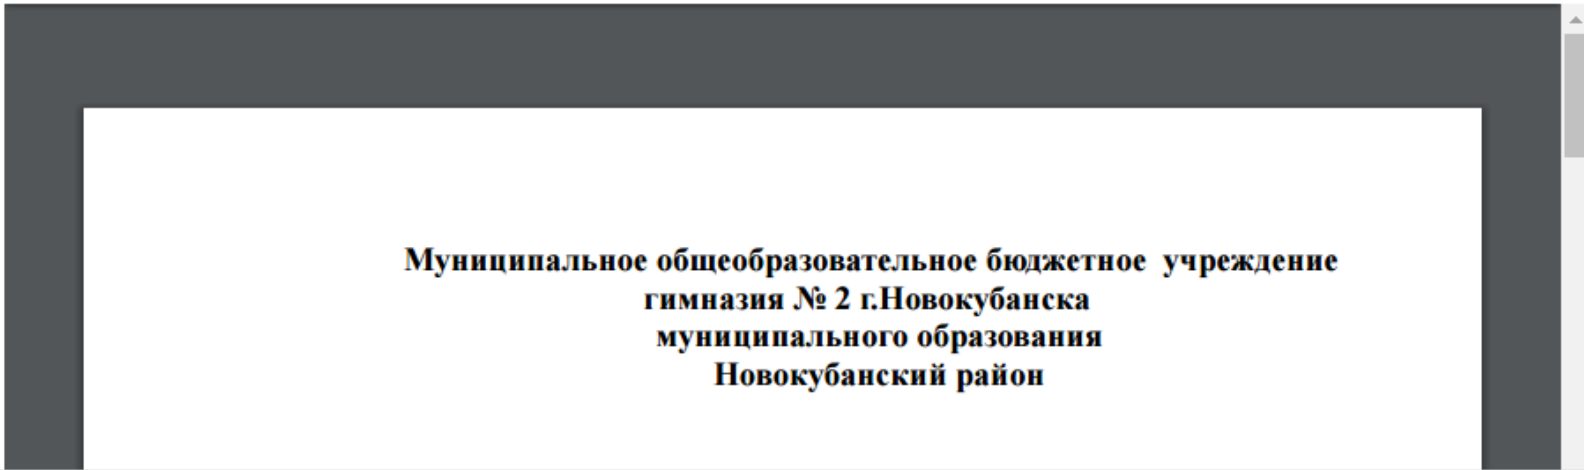 Муниципальное общеобразовательное бюджетное  учреждение
гимназия № 2 г.Новокубанска
муниципального образования
Новокубанский район